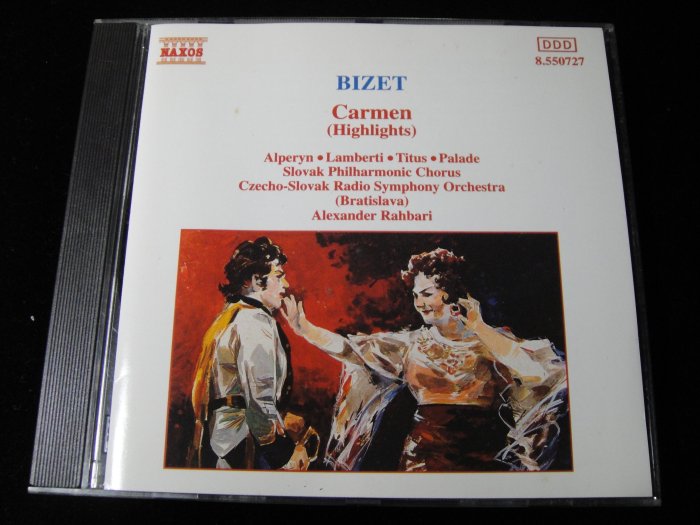 NAXOS
DDD
8.550727
BIZET
Carmen
(Highlights)
Alperyn • Lamberti • Titus • Palade
Slovak Philharmonic Chorus
Czecho-Slovak Radio Symphony Orchestra
(Bratislava)
Alexander Rahbari